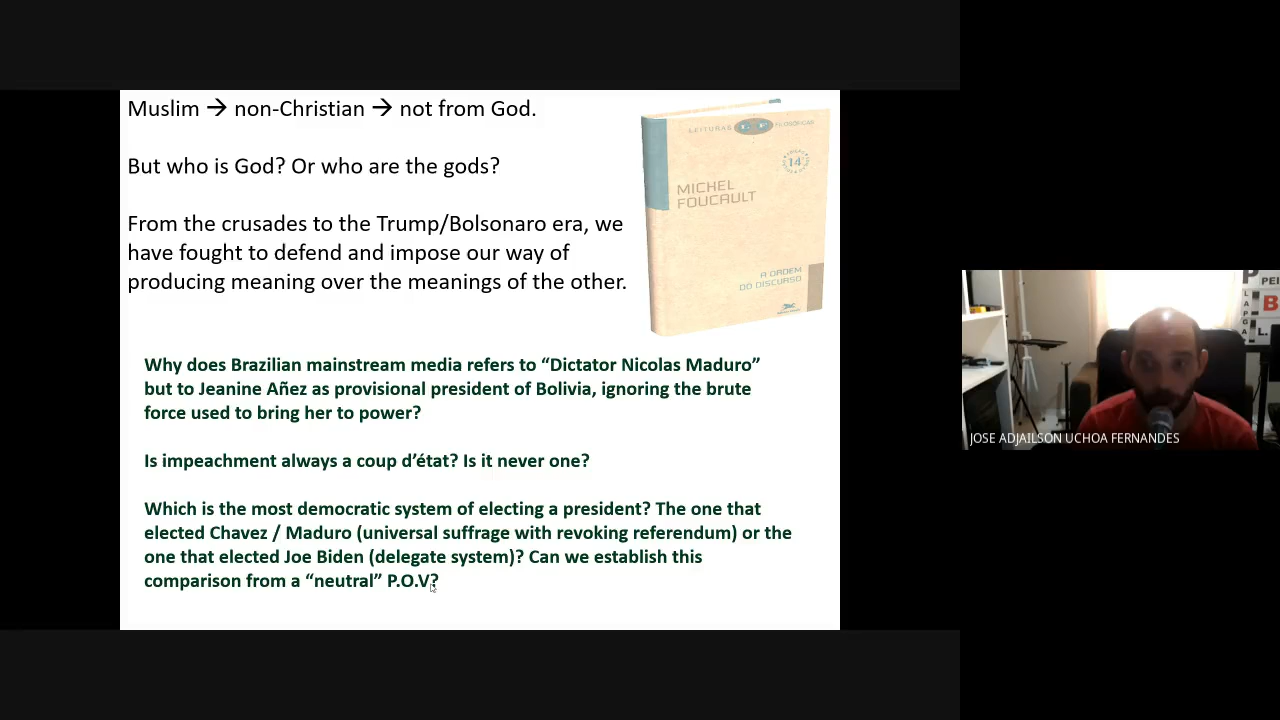 Muslim → non-Christian → not from God.
But who is God? Or who are the gods?
From the crusades to the Trump/Bolsonaro era, we
have fought to defend and impose our way of
producing meaning over the meanings of the other.
LEITURAS FILOSÓFICAS
14ª
MICHEL
FOUCAULT
A ORDEM
DO DISCURSO
Why does Brazilian mainstream media refers to “Dictator Nicolas Maduro”
but to Jeanine Añez as provisional president of Bolivia, ignoring the brute
force used to bring her to power?
Is impeachment always a coup d’état? Is it never one?
Which is the most democratic system of electing a president? The one that
elected Chavez / Maduro (universal suffrage with revoking referendum) or the
one that elected Joe Biden (delegate system)? Can we establish this
comparison from a “neutral” P.O.V?
JOSE ADJAILSON UCHOA FERNANDES